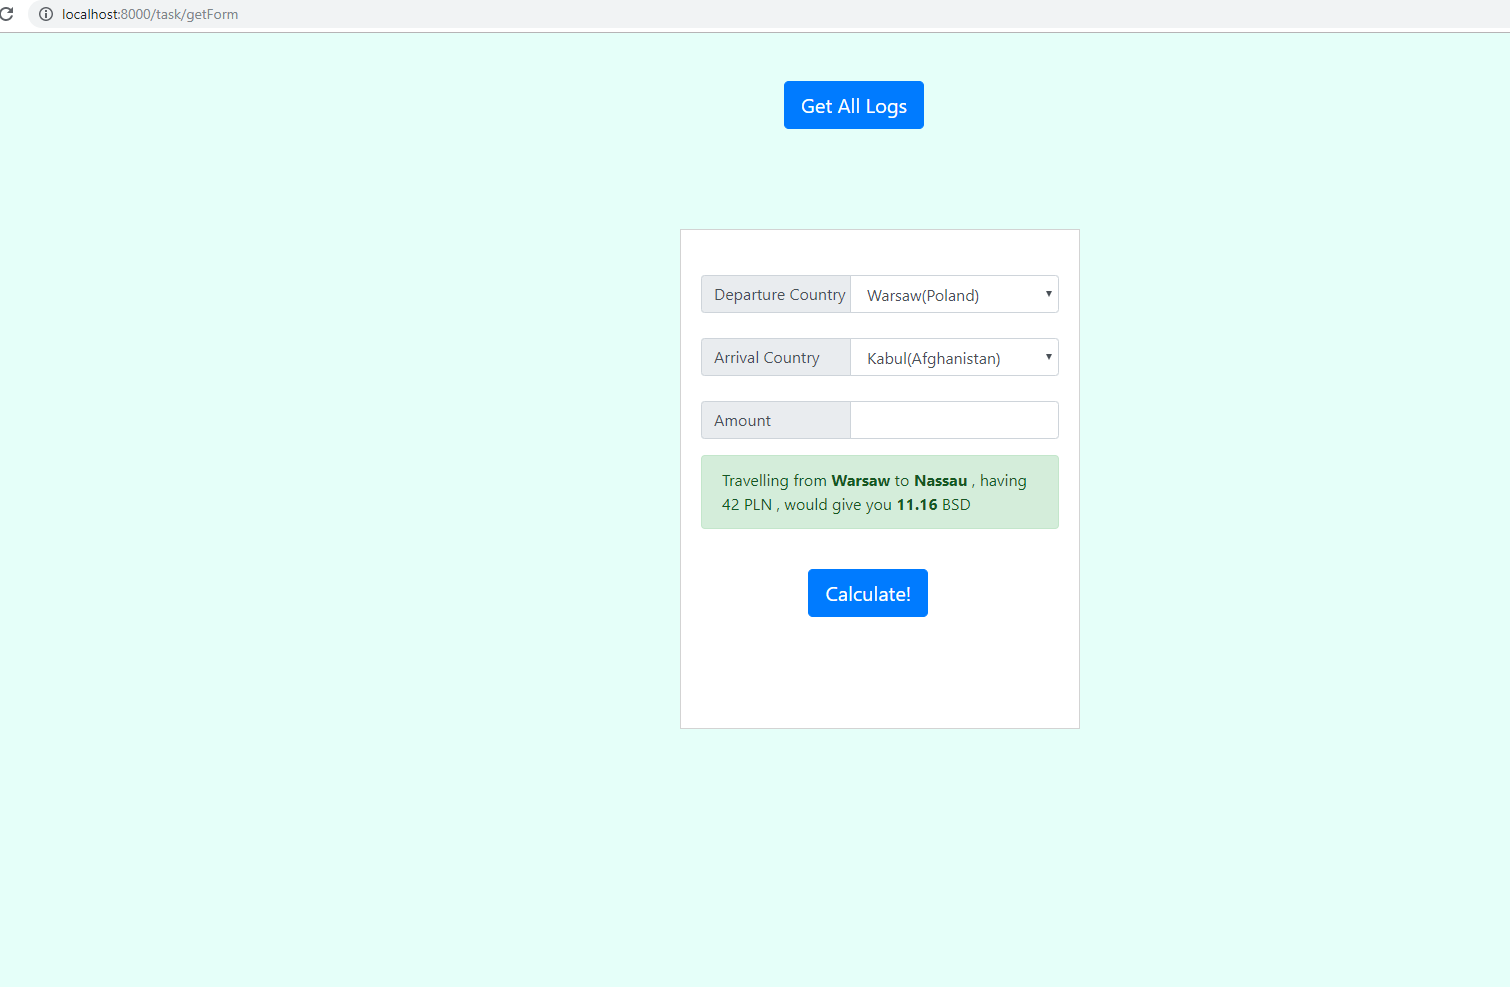 localhost:8000/task/getForm
Get All Logs
Departure Country Warsaw(Poland)
Arrival Country Kabul(Afghanistan)
Amount
Travelling from Warsaw to Nassau , having
42 PLN , would give you 11.16 BSD
Calculate!